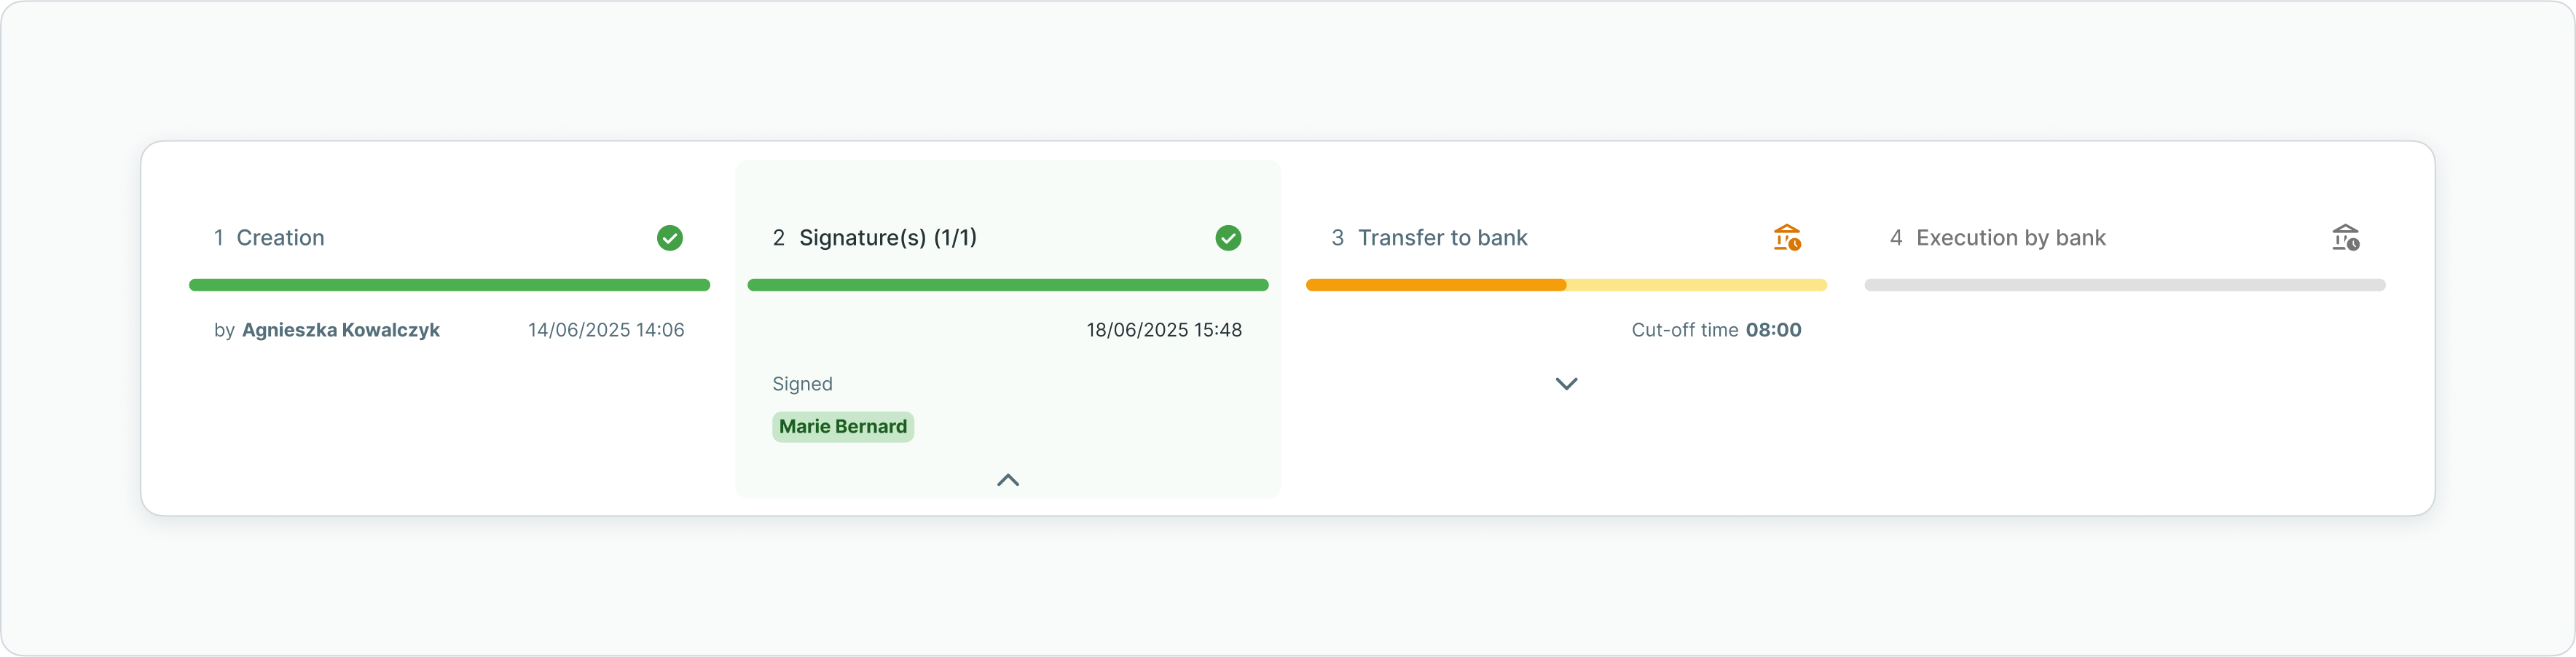 1 Creation
by Agnieszka Kowalczyk 14/06/2025 14:06
2 Signature(s) (1/1)
18/06/2025 15:48
Signed
Marie Bernard
3 Transfer to bank
Cut-off time 08:00
4 Execution by bank